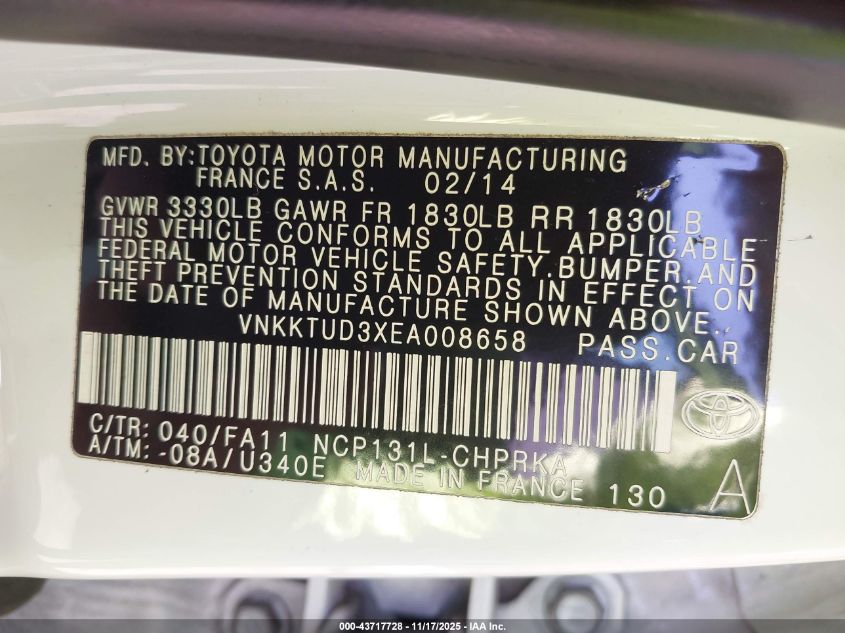 MFD. BY:TOYOTA MOTOR MANUFACTURING
FRANCE S.A.S. 02/14
GVWR 3330LB GAWR FR 1830LB RR 1830LB
THIS VEHICLE CONFORMS TO ALL APPLICABLE
FEDERAL MOTOR VEHICLE SAFETY,BUMPER,AND
THEFT PREVENTION STANDARDS IN EFFECT ON
THE DATE OF MANUFACTURE SHOWN ABOVE.
VNKKTUD3XEA008658 PASS.CAR
C/TR: 040/FA11 NCP131L-CHPRKA
A/TM: -08A/U340E MADE IN FRANCE 130 A
000-43717728 - 11/17/2025 - IAA Inc.